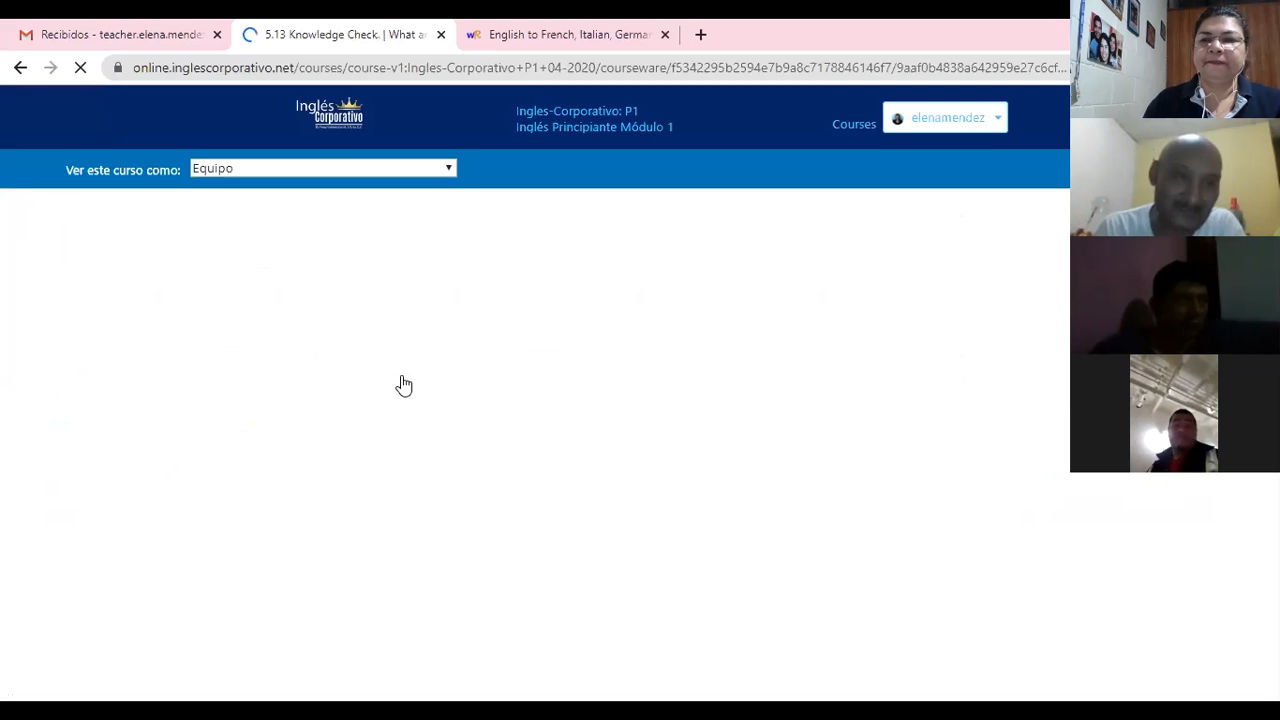 Recibidos - teacher.elena.mende
5.13 Knowledge Check. | What a
English to French, Italian, Germa
online.inglescorporativo.net/courses/course-v1:Ingles-Corporativo+P1+04-2020/courseware/f5342295b2594e7b9a8c7178846146f7/9aaf0b4838a642959e27c6cf...
Inglés
Corporativo
Ingles-Corporativo: P1
Inglés Principiante Módulo 1
Courses
elenamendez
Ver este curso como:
Equipo